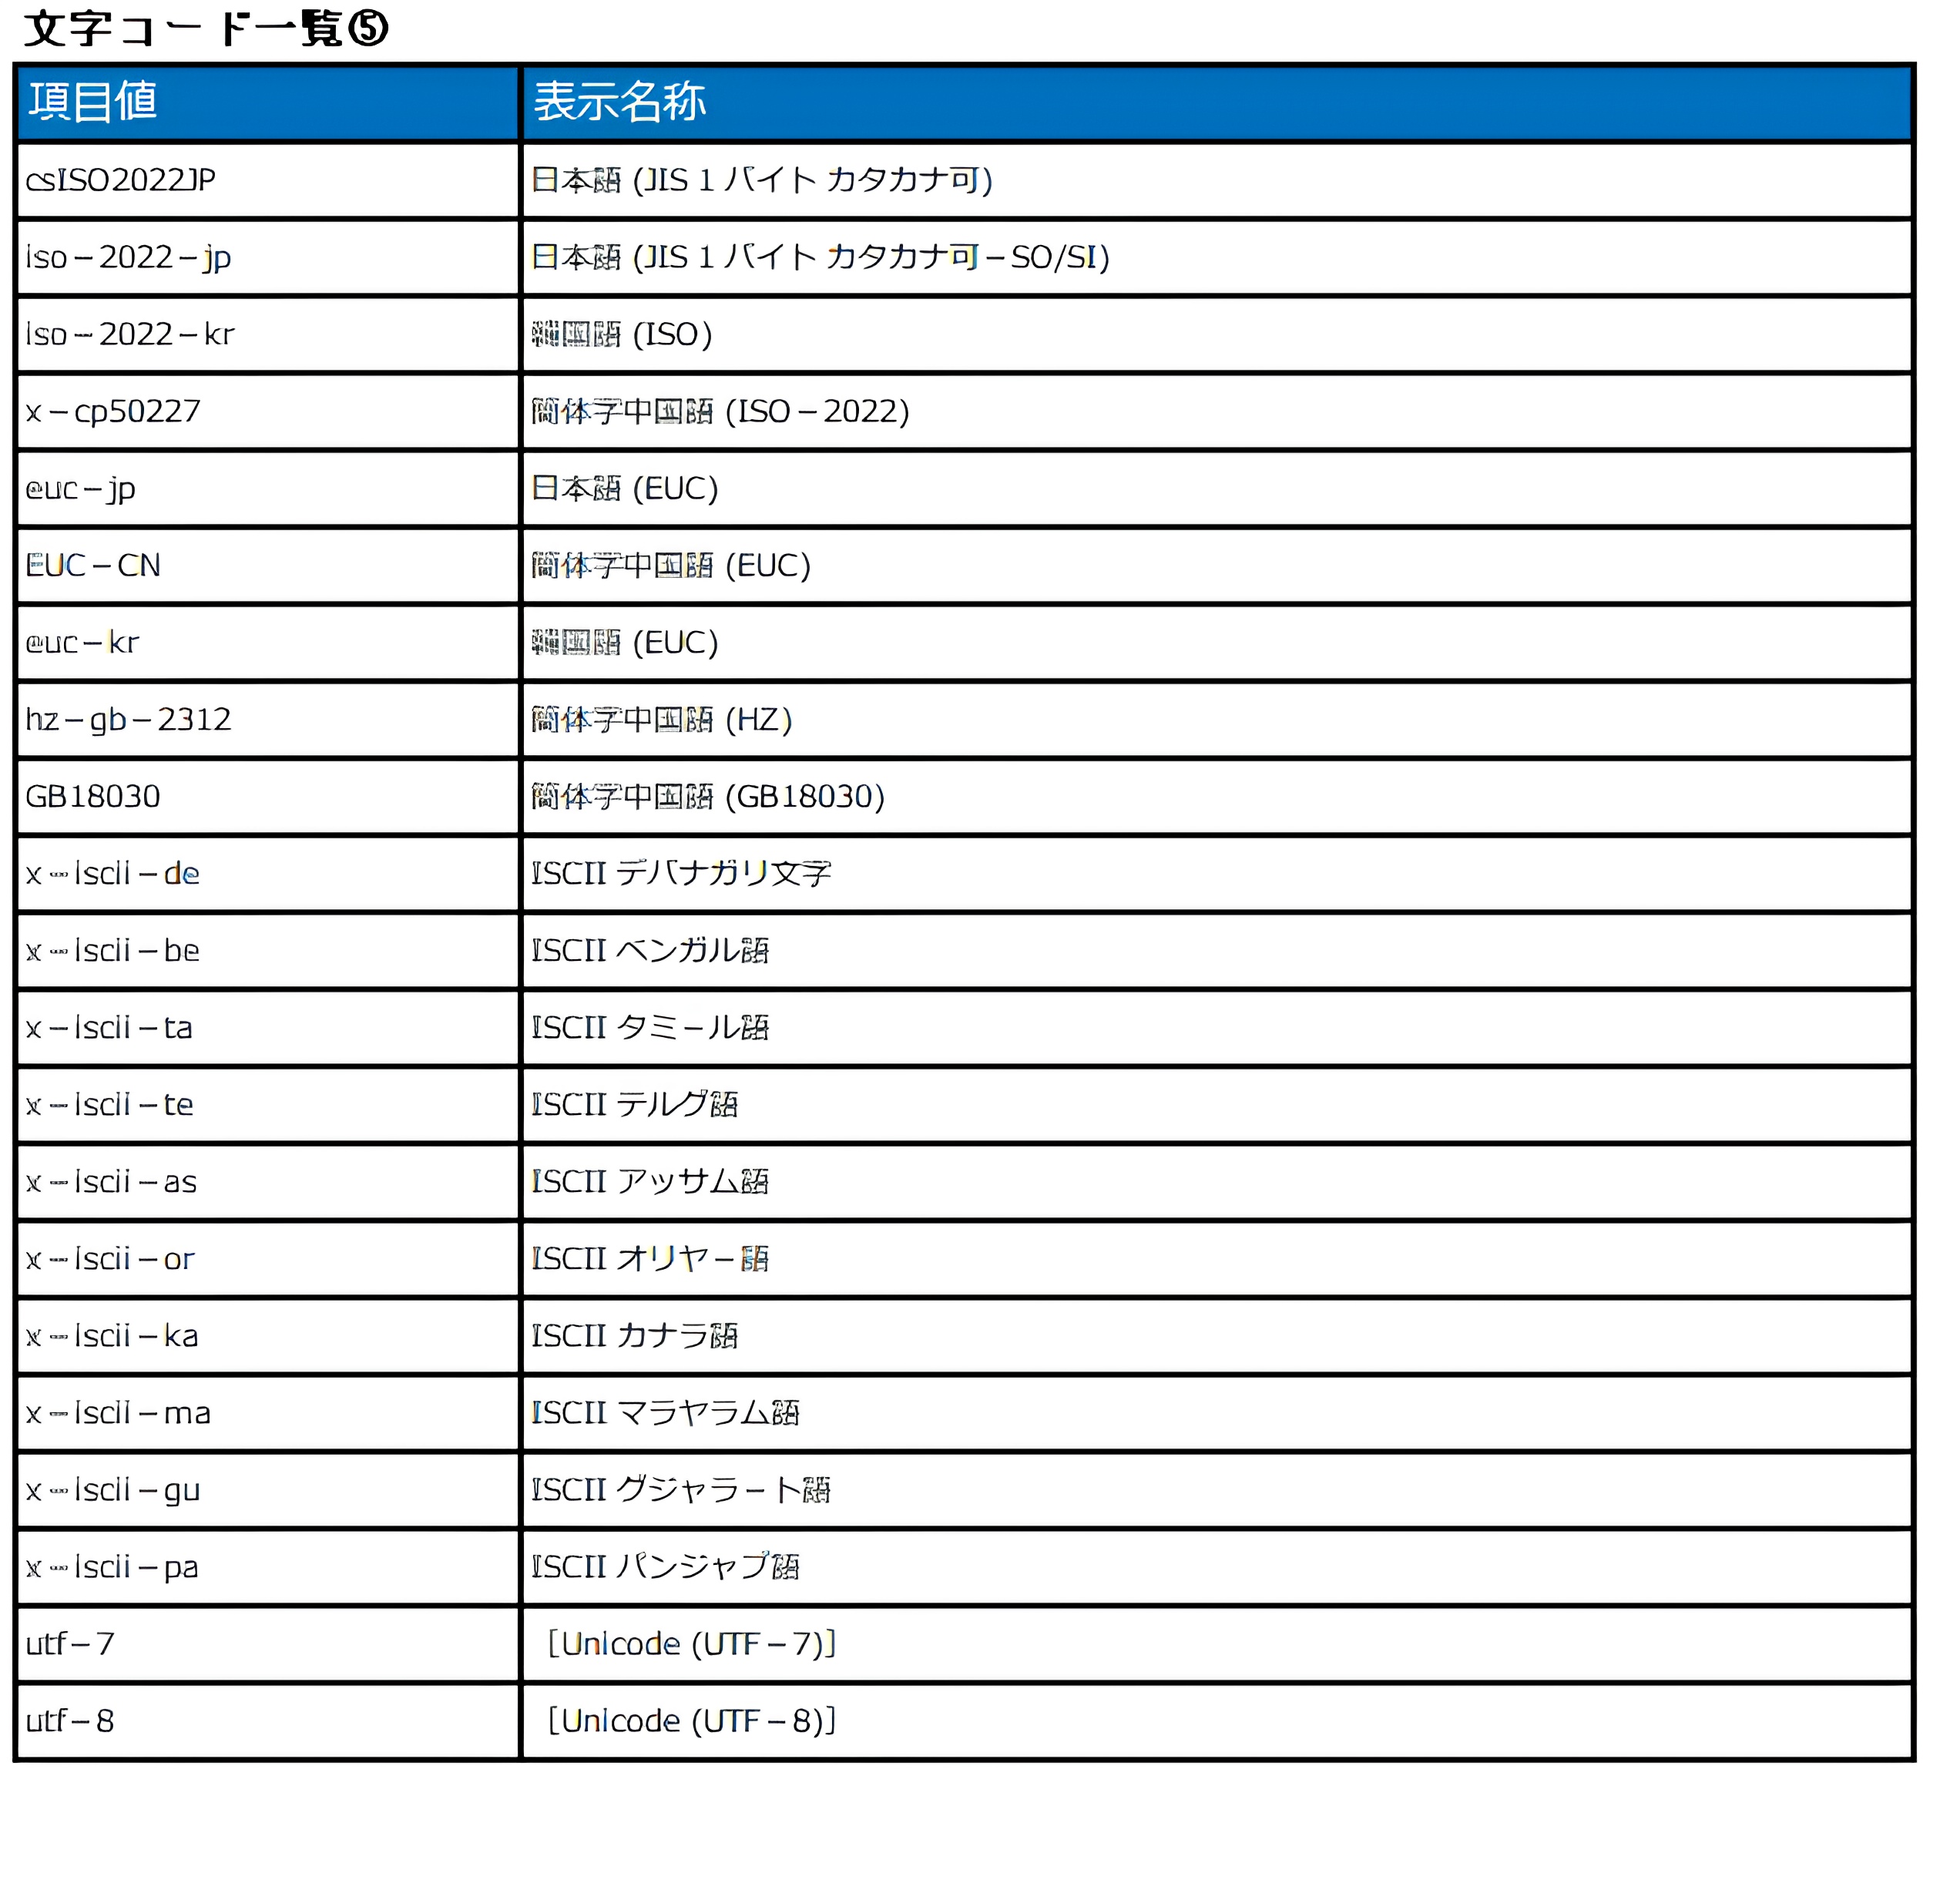 文字コード一覧⑤
項目値 表示名称
csISO2022JP 日本語 (JIS 1 バイト カタカナ可)
iso-2022-jp 日本語 (JIS 1 バイト カタカナ可-SO/SI)
iso-2022-kr 韓国語 (ISO)
x-cp50227 簡体字中国語 (ISO-2022)
euc-jp 日本語 (EUC)
EUC-CN 簡体字中国語 (EUC)
euc-kr 韓国語 (EUC)
hz-gb-2312 簡体字中国語 (HZ)
GB18030 簡体字中国語 (GB18030)
x-iscii-de ISCII デバナガリ文字
x-iscii-be ISCII ベンガル語
x-iscii-ta ISCII タミール語
x-iscii-te ISCII テルグ語
x-iscii-as ISCII アッサム語
x-iscii-or ISCII オリヤー語
x-iscii-ka ISCII カナラ語
x-iscii-ma ISCII マラヤラム語
x-iscii-gu ISCII グジャラート語
x-iscii-pa ISCII パンジャブ語
utf-7 [Unicode (UTF-7)]
utf-8 [Unicode (UTF-8)]